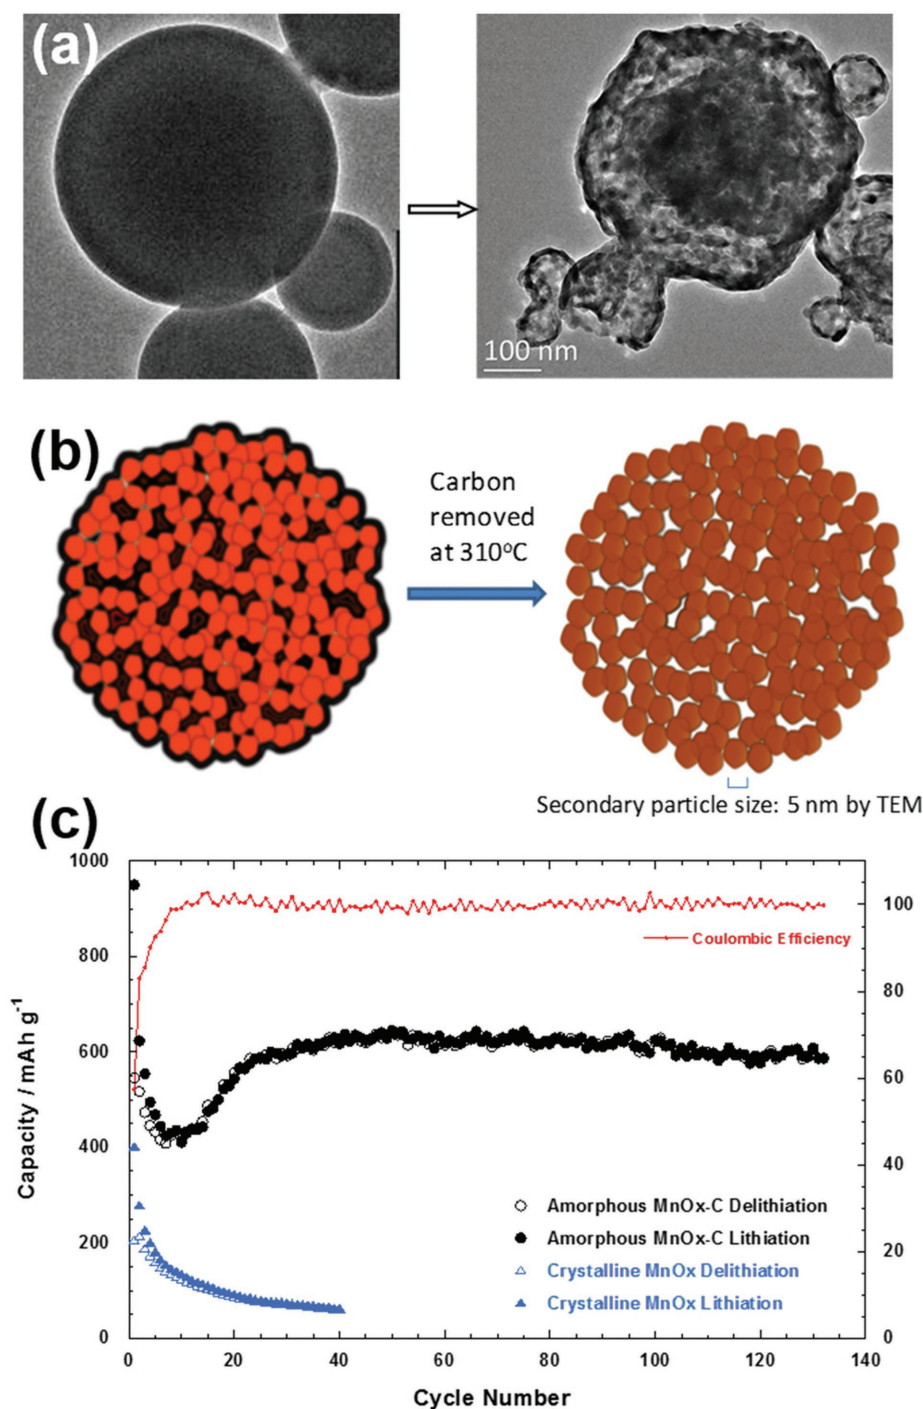 (a)
100 nm
(b)
Carbon
removed
at 310°C
Secondary particle size: 5 nm by TEM
(c)
1000
800
600
400
200
0
Capacity / mAh g⁻¹
100
80
60
40
20
0
Coulombic Efficiency
Amorphous MnOx-C Delithiation
Amorphous MnOx-C Lithiation
Crystalline MnOx Delithiation
Crystalline MnOx Lithiation
0 20 40 60 80 100 120 140
Cycle Number